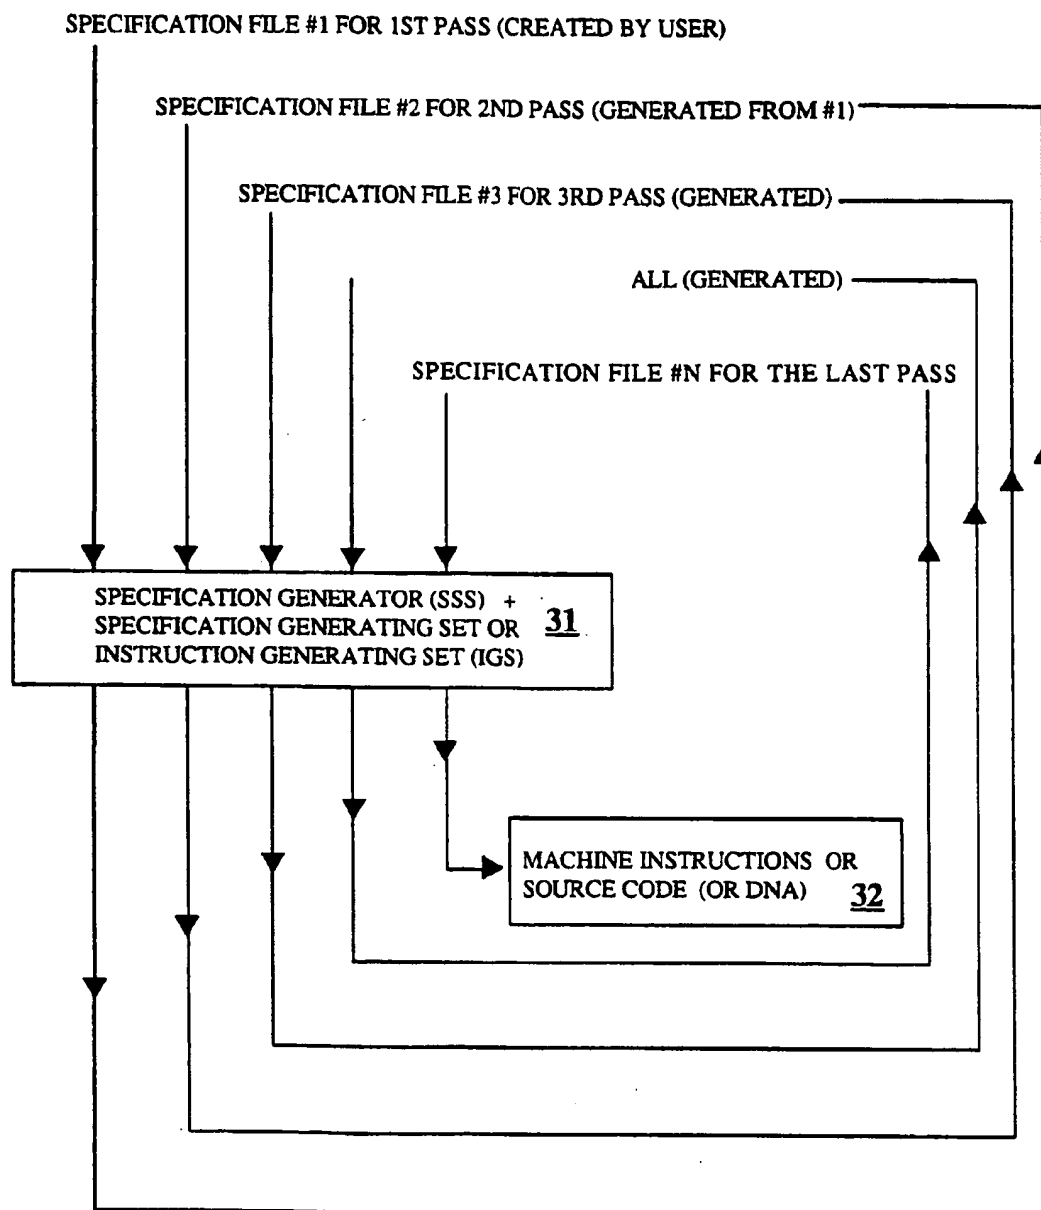 SPECIFICATION FILE #1 FOR 1ST PASS (CREATED BY USER)
SPECIFICATION FILE #2 FOR 2ND PASS (GENERATED FROM #1)
SPECIFICATION FILE #3 FOR 3RD PASS (GENERATED)
ALL (GENERATED)
SPECIFICATION FILE #N FOR THE LAST PASS
SPECIFICATION GENERATOR (SSS) +
SPECIFICATION GENERATING SET OR 31
INSTRUCTION GENERATING SET (IGS)
MACHINE INSTRUCTIONS OR
SOURCE CODE (OR DNA) 32